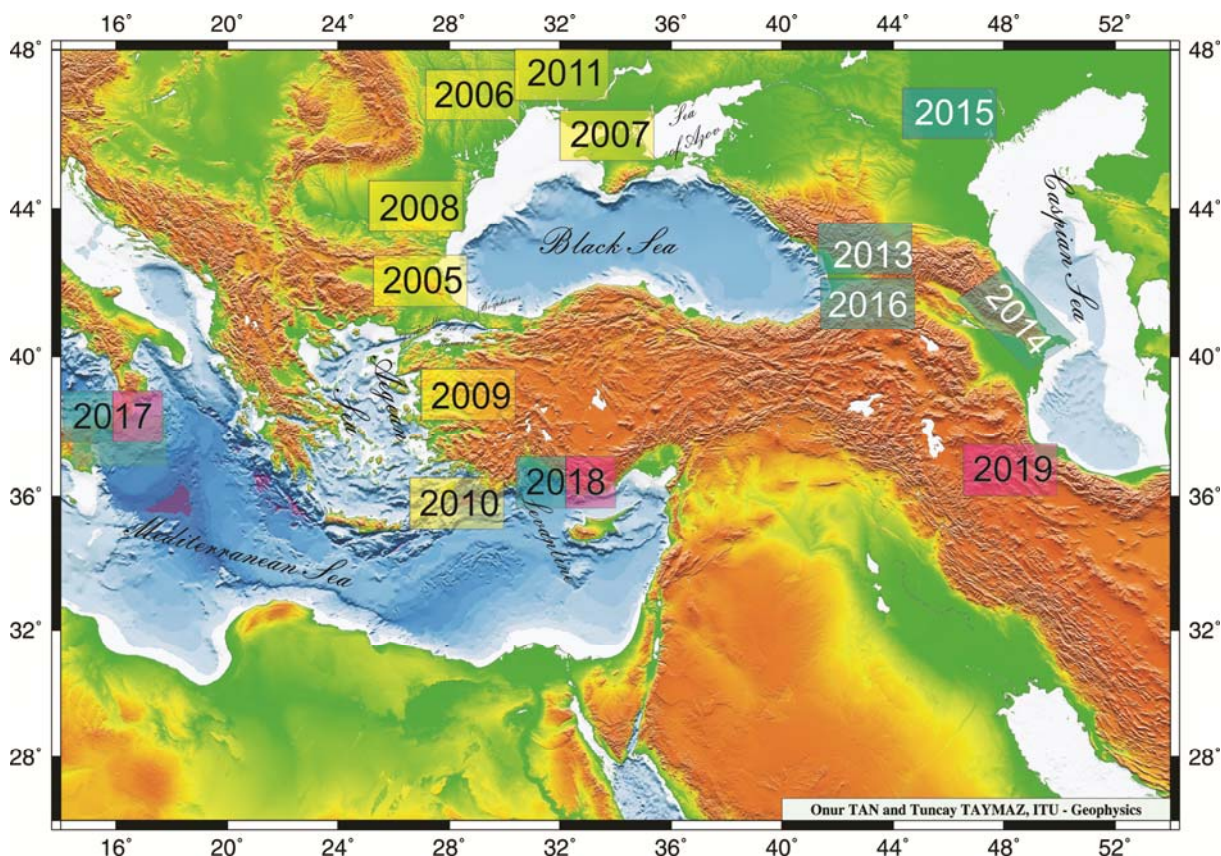 16° 20° 24° 28° 32° 36° 40° 44° 48° 52°
48° 48°
2011
2006
2015
2007
Sea
of Azov
44° 44°
2008
Caspian Sea
Black Sea
2013
2005
Bosphorus
2016
2014
40° 40°
Aegean
Sea
2009
2017
2019
2018
36° 36°
2010
Levantine
Mediterranean Sea
32° 32°
28° 28°
Onur TAN and Tuncay TAYMAZ, ITU - Geophysics
16° 20° 24° 28° 32° 36° 40° 44° 48° 52°